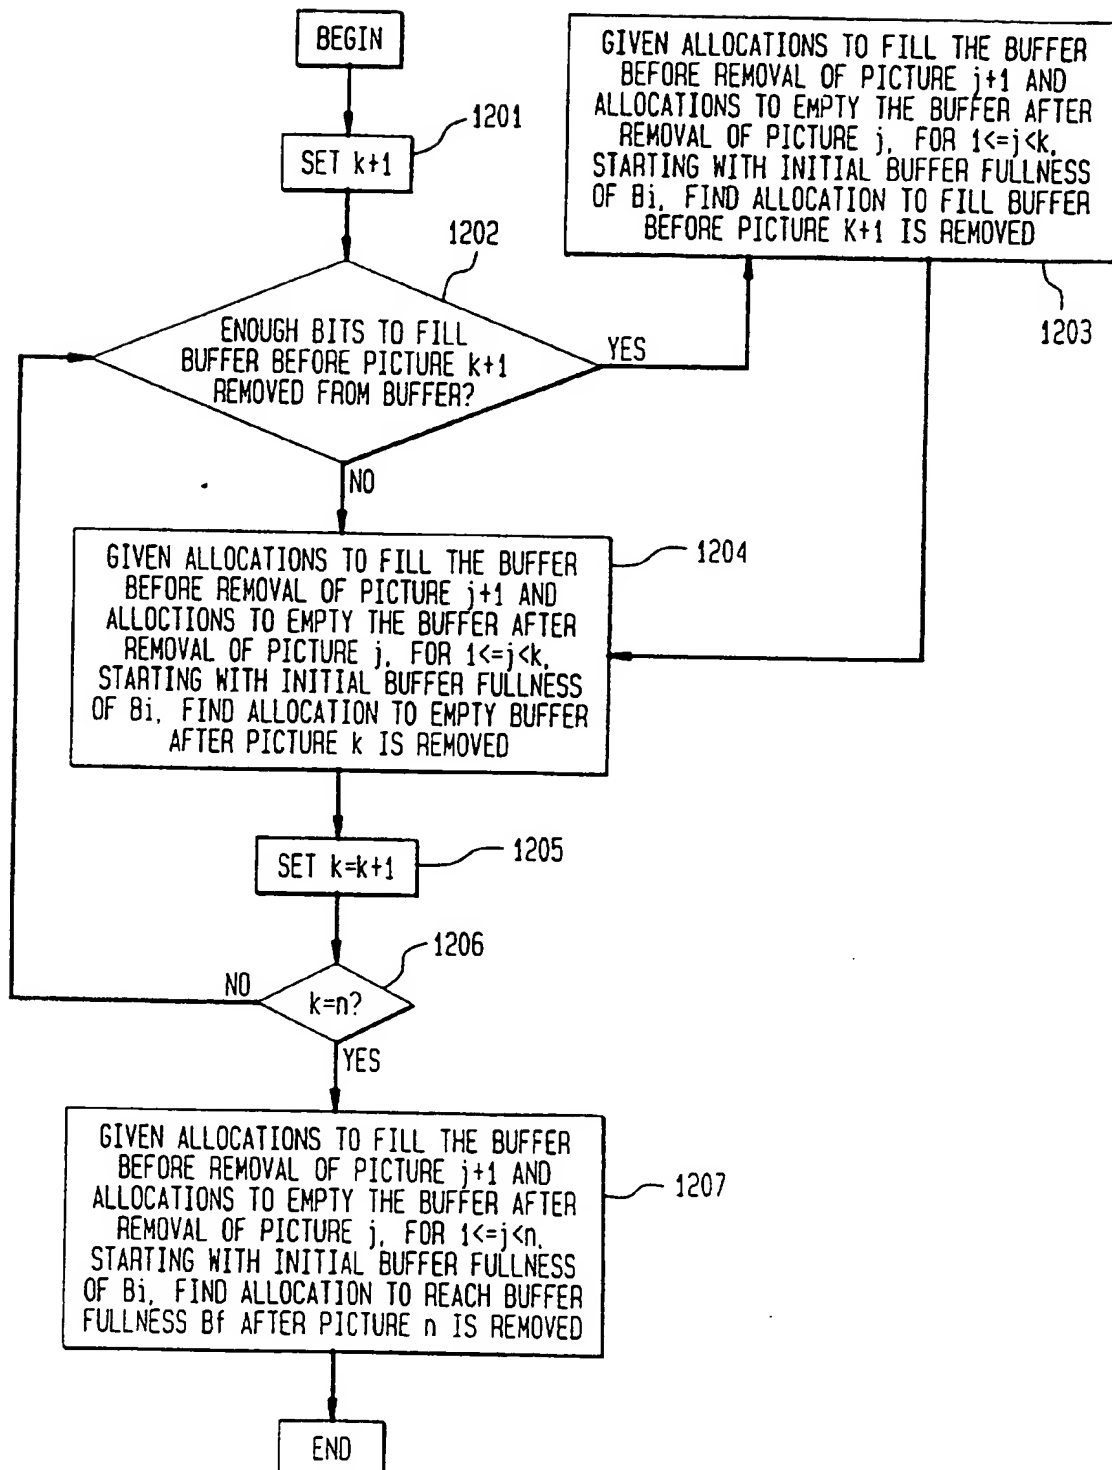 BEGIN
1201
SET k+1
1202
ENOUGH BITS TO FILL
BUFFER BEFORE PICTURE k+1
REMOVED FROM BUFFER?
YES
NO
GIVEN ALLOCATIONS TO FILL THE BUFFER
BEFORE REMOVAL OF PICTURE j+1 AND
ALLOCATIONS TO EMPTY THE BUFFER AFTER
REMOVAL OF PICTURE j, FOR 1<=j<k,
STARTING WITH INITIAL BUFFER FULLNESS
OF Bi, FIND ALLOCATION TO FILL BUFFER
BEFORE PICTURE K+1 IS REMOVED
1203
GIVEN ALLOCATIONS TO FILL THE BUFFER
BEFORE REMOVAL OF PICTURE j+1 AND
ALLOCTIONS TO EMPTY THE BUFFER AFTER
REMOVAL OF PICTURE j, FOR 1<=j<k,
STARTING WITH INITIAL BUFFER FULLNESS
OF Bi, FIND ALLOCATION TO EMPTY BUFFER
AFTER PICTURE k IS REMOVED
1204
SET k=k+1
1205
k=n?
1206
NO
YES
GIVEN ALLOCATIONS TO FILL THE BUFFER
BEFORE REMOVAL OF PICTURE j+1 AND
ALLOCATIONS TO EMPTY THE BUFFER AFTER
REMOVAL OF PICTURE j, FOR 1<=j<n,
STARTING WITH INITIAL BUFFER FULLNESS
OF Bi, FIND ALLOCATION TO REACH BUFFER
FULLNESS Bf AFTER PICTURE n IS REMOVED
1207
END